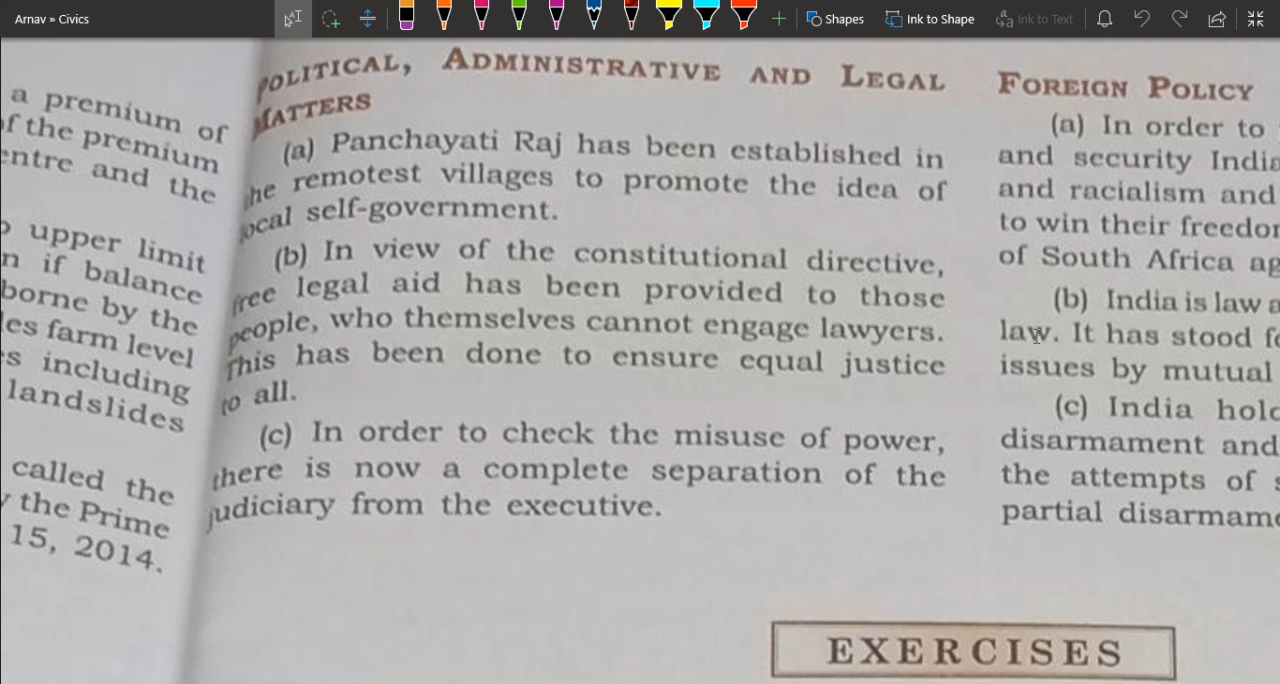 Arnav » Civics
Shapes
Ink to Shape
Ink to Text
a premium of
of the premium
entre and the
upper limit
n if balance
borne by the
les farm level
s including
landslides
called the
y the Prime
15, 2014.
POLITICAL, ADMINISTRATIVE AND LEGAL
MATTERS
(a) Panchayati Raj has been established in
the remotest villages to promote the idea of
local self-government.
(b) In view of the constitutional directive,
free legal aid has been provided to those
people, who themselves cannot engage lawyers.
This has been done to ensure equal justice
to all.
(c) In order to check the misuse of power,
there is now a complete separation of the
judiciary from the executive.
FOREIGN POLICY
(a) In order to
and security India
and racialism and
to win their freedom
of South Africa ag
(b) India is law a
law. It has stood fo
issues by mutual
(c) India hold
disarmament and
the attempts of s
partial disarmame
EXERCISES